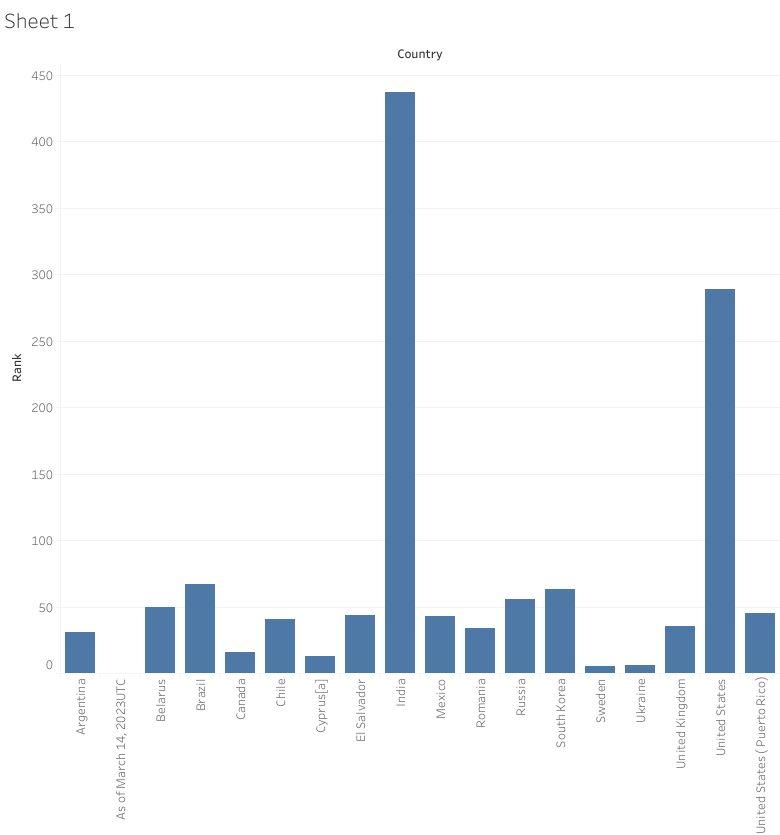 Sheet 1
Country
Rank
450
400
350
300
250
200
150
100
50
0
Argentina
As of March 14, 2023UTC
Belarus
Brazil
Canada
Chile
Cyprus[a]
El Salvador
India
Mexico
Romania
Russia
South Korea
Sweden
Ukraine
United Kingdom
United States
United States ( Puerto Rico)